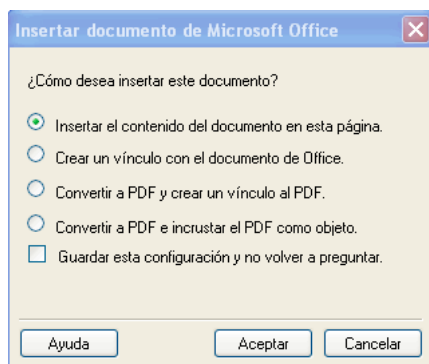 Insertar documento de Microsoft Office
¿Cómo desea insertar este documento?
Insertar el contenido del documento en esta página.
Crear un vínculo con el documento de Office.
Convertir a PDF y crear un vínculo al PDF.
Convertir a PDF e incrustar el PDF como objeto.
Guardar esta configuración y no volver a preguntar.
Ayuda Aceptar Cancelar